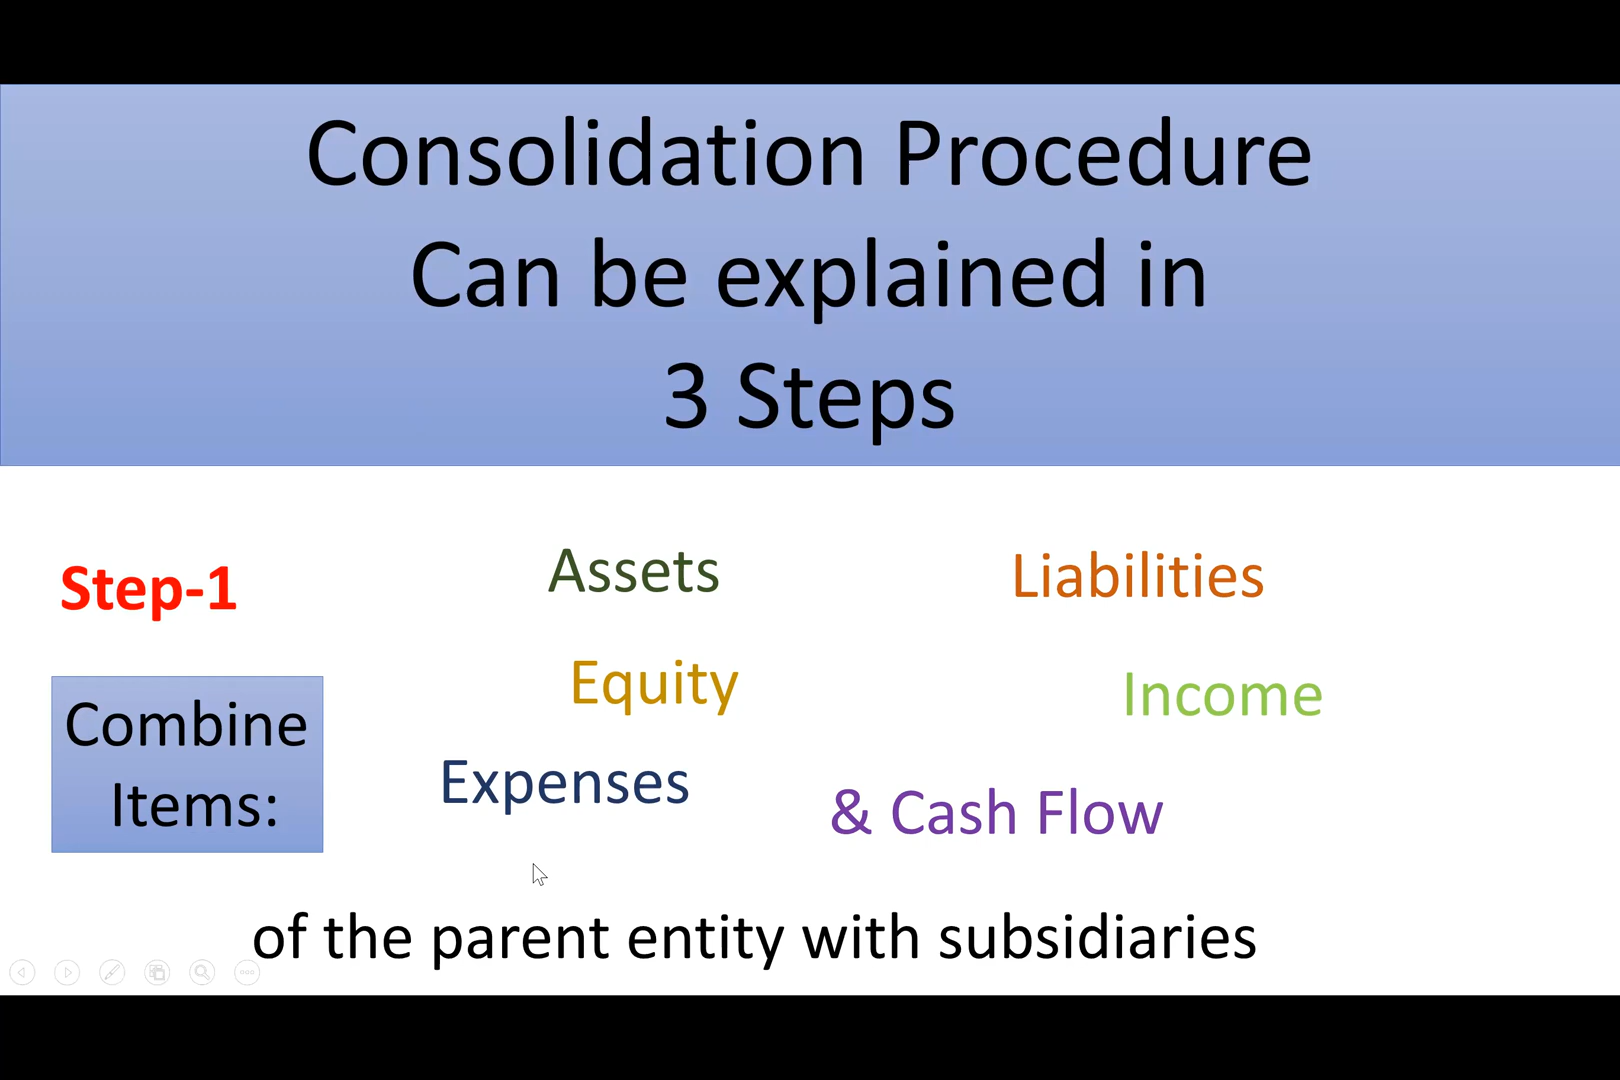 Consolidation Procedure
Can be explained in
3 Steps
Step-1
Assets
Liabilities
Combine
Items:
Equity
Income
Expenses
& Cash Flow
of the parent entity with subsidiaries